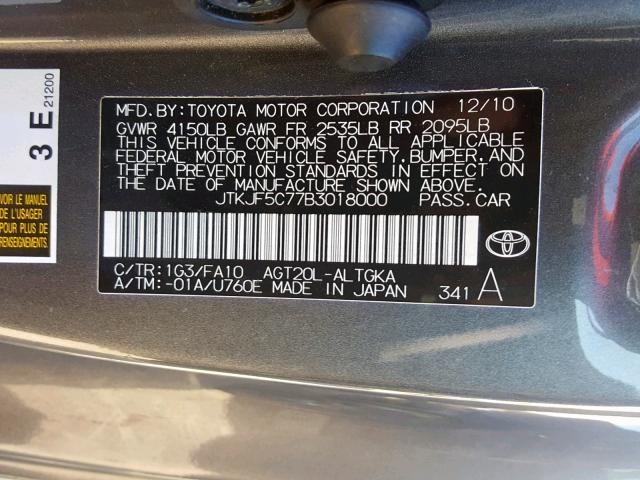 MFD.BY:TOYOTA MOTOR CORPORATION 12/10
GVWR 4150LB GAWR FR 2535LB RR 2095LB
THIS VEHICLE CONFORMS TO ALL APPLICABLE
FEDERAL MOTOR VEHICLE SAFETY,BUMPER,AND
THEFT PREVENTION STANDARDS IN EFFECT ON
THE DATE OF MANUFACTURE SHOWN ABOVE.
JTKJF5C77B3018000 PASS.CAR
C/TR:1G3/FA10 AGT20L-ALTGKA
A/TM:-01A/U760E MADE IN JAPAN 341 A
3 E
21200
VOIR LE MANUEL
DE L'USAGER
POUR PLUS